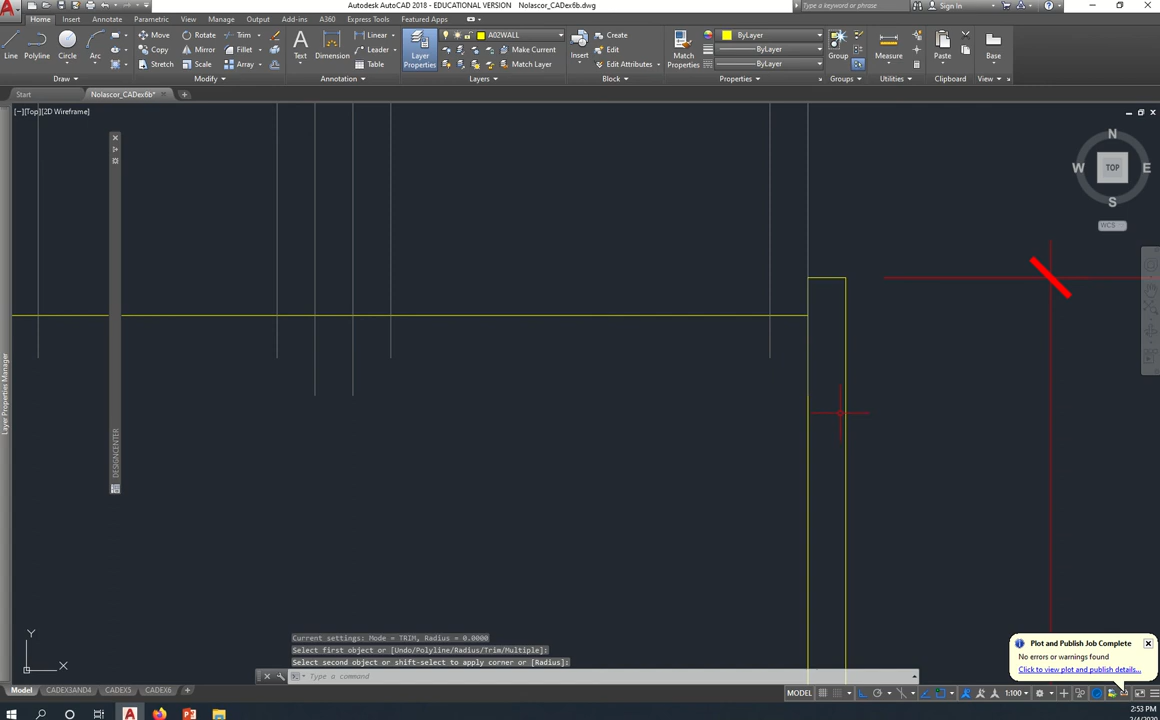 Autodesk AutoCAD 2018 - EDUCATIONAL VERSION Nolascor_CADex6b.dwg
Type a keyword or phrase
Sign In
Home Insert Annotate Parametric View Manage Output Add-ins A360 Express Tools Featured Apps
Line Polyline Circle Arc
Move Rotate Trim
Copy Mirror Fillet
Stretch Scale Array
Text Dimension
Linear
Leader
Table
Layer Properties
A02WALL
Make Current
Match Layer
Insert
Create
Edit
Edit Attributes
Match Properties
ByLayer
ByLayer
ByLayer
Group
Measure
Paste
Base
Draw Modify Annotation Layers Block Properties Groups Utilities Clipboard View
Start Nolascor_CADex6b*
[−][Top][2D Wireframe]
N
W TOP E
S
WCS
Layer Properties Manager
DESIGNCENTER
Y
X
Current settings: Mode = TRIM, Radius = 0.0000
Select first object or [Undo/Polyline/Radius/Trim/Multiple]:
Select second object or shift-select to apply corner or [Radius]:
Type a command
Plot and Publish Job Complete
No errors or warnings found
Click to view plot and publish details...
Model CADEX3AND4 CADEX5 CADEX6
MODEL
1:100
2:53 PM